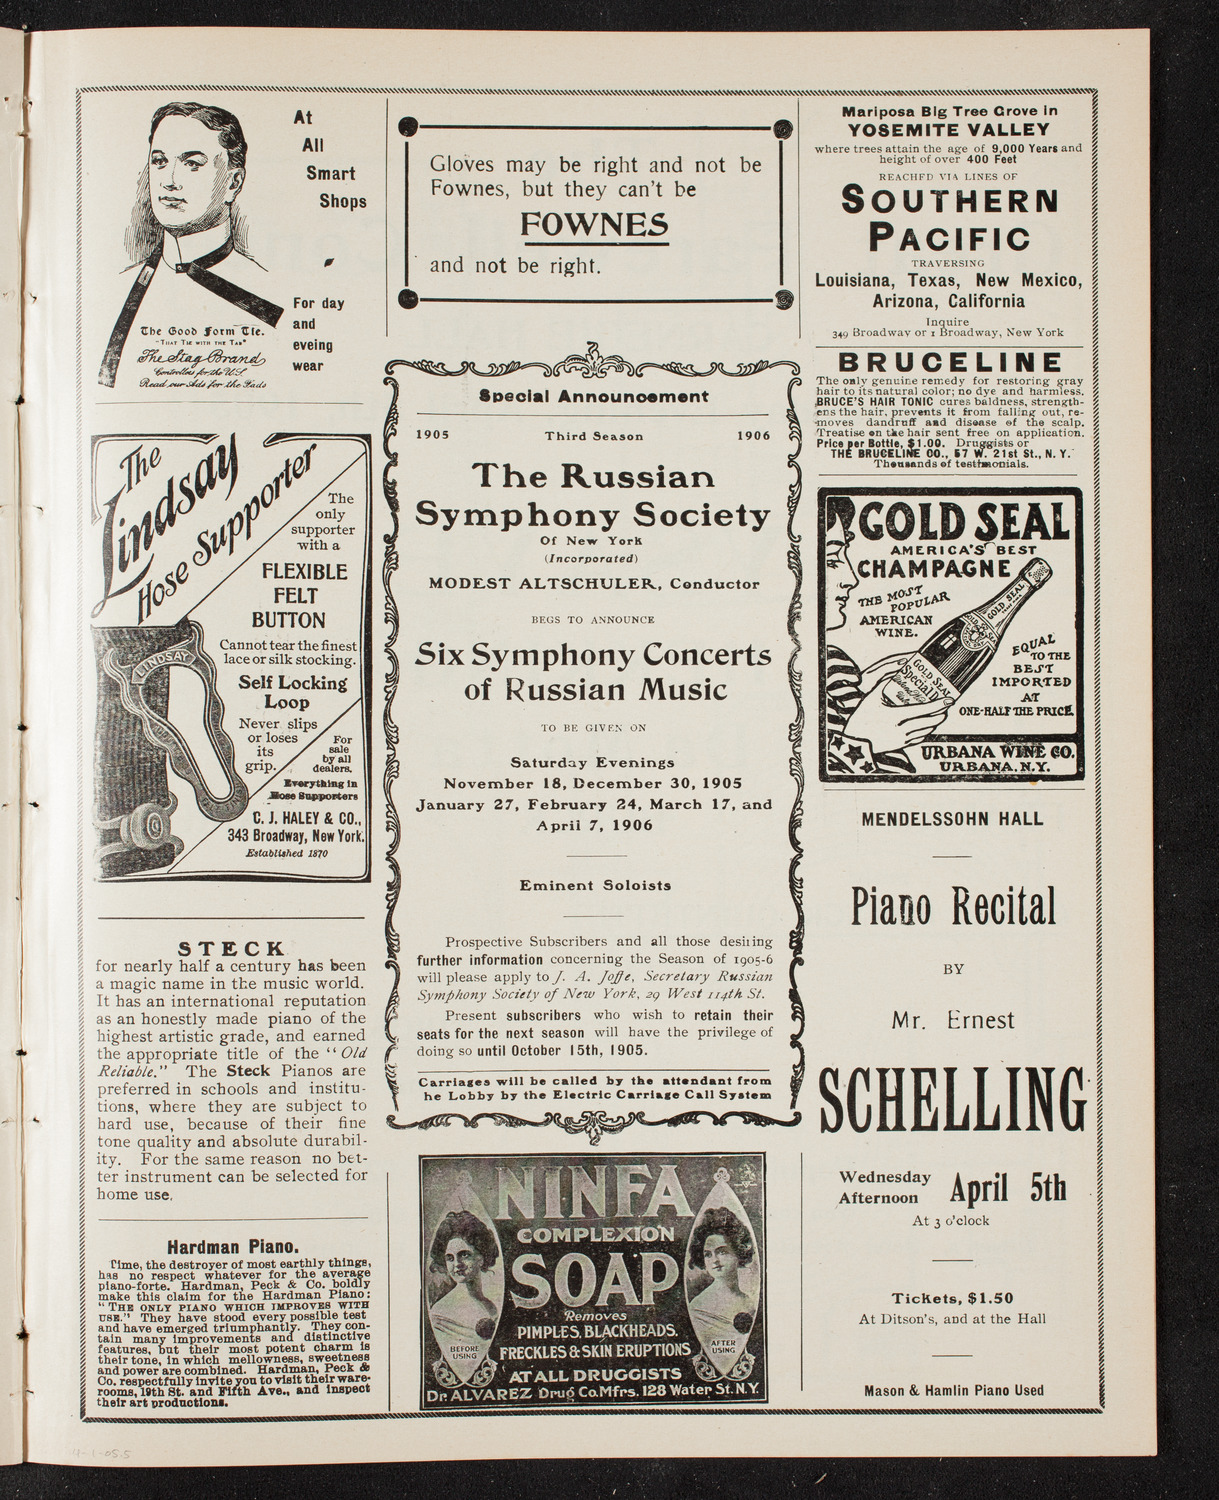 At
All
Smart
Shops
For day
and
eveing
wear
The Good Form Tie.
"That Tie with the Tab"
The Stag Brand
Controllers for the U.S.
Read our Ads for the Fads
The
Lindsay
Hose Supporter
The
only
supporter
with a
FLEXIBLE
FELT
BUTTON
Cannot tear the finest
lace or silk stocking.
Self Locking
Loop
Never slips
or loses
its
grip.
For
sale
by all
dealers.
Everything in
Hose Supporters
C. J. HALEY & CO.,
343 Broadway, New York.
Established 1870
LINDSAY
STECK
for nearly half a century has been
a magic name in the music world.
It has an international reputation
as an honestly made piano of the
highest artistic grade, and earned
the appropriate title of the "Old
Reliable." The Steck Pianos are
preferred in schools and institu-
tions, where they are subject to
hard use, because of their fine
tone quality and absolute durabil-
ity. For the same reason no bet-
ter instrument can be selected for
home use.
Hardman Piano.
Time, the destroyer of most earthly things,
has no respect whatever for the average
piano-forte. Hardman, Peck & Co. boldly
make this claim for the Hardman Piano:
"THE ONLY PIANO WHICH IMPROVES WITH
USE." They have stood every possible test
and have emerged triumphantly. They con-
tain many improvements and distinctive
features, but their most potent charm is
their tone, in which mellowness, sweetness
and power are combined. Hardman, Peck &
Co. respectfully invite you to visit their ware-
rooms, 19th St. and Fifth Ave., and inspect
their art productions.
Gloves may be right and not be
Fownes, but they can't be
FOWNES
and not be right.
Special Announcement
1905 Third Season 1906
The Russian
Symphony Society
Of New York
(Incorporated)
MODEST ALTSCHULER, Conductor
BEGS TO ANNOUNCE
Six Symphony Concerts
of Russian Music
TO BE GIVEN ON
Saturday Evenings
November 18, December 30, 1905
January 27, February 24, March 17, and
April 7, 1906
Eminent Soloists
Prospective Subscribers and all those desiring
further information concerning the Season of 1905-6
will please apply to J. A. Joffe, Secretary Russian
Symphony Society of New York, 29 West 114th St.
Present subscribers who wish to retain their
seats for the next season will have the privilege of
doing so until October 15th, 1905.
Carriages will be called by the attendant from
he Lobby by the Electric Carriage Call System
NINFA
COMPLEXION
SOAP
Removes
PIMPLES, BLACKHEADS,
FRECKLES & SKIN ERUPTIONS
BEFORE
USING
AFTER
USING
AT ALL DRUGGISTS
Dr. ALVAREZ Drug Co. Mfrs. 128 Water St. N.Y.
Mariposa Big Tree Grove in
YOSEMITE VALLEY
where trees attain the age of 9,000 Years and
height of over 400 Feet
REACHED VIA LINES OF
SOUTHERN
PACIFIC
TRAVERSING
Louisiana, Texas, New Mexico,
Arizona, California
Inquire
349 Broadway or 1 Broadway, New York
BRUCELINE
The only genuine remedy for restoring gray
hair to its natural color; no dye and harmless.
BRUCE'S HAIR TONIC cures baldness, strength-
ens the hair, prevents it from falling out, re-
moves dandruff and disease of the scalp.
Treatise on the hair sent free on application.
Price per Bottle, $1.00. Druggists or
THE BRUCELINE CO., 57 W. 21st St., N. Y.
Thousands of testimonials.
GOLD SEAL
AMERICA'S BEST
CHAMPAGNE
THE MOST
POPULAR
AMERICAN
WINE.
GOLD SEAL
GOLD SEAL
Special Dry
EQUAL
TO THE
BEST
IMPORTED
AT
ONE-HALF THE PRICE
URBANA WINE CO.
URBANA, N.Y.
MENDELSSOHN HALL
Piano Recital
BY
Mr. Ernest
SCHELLING
Wednesday
Afternoon April 5th
At 3 o'clock
Tickets, $1.50
At Ditson's, and at the Hall
Mason & Hamlin Piano Used
4-1-05.5